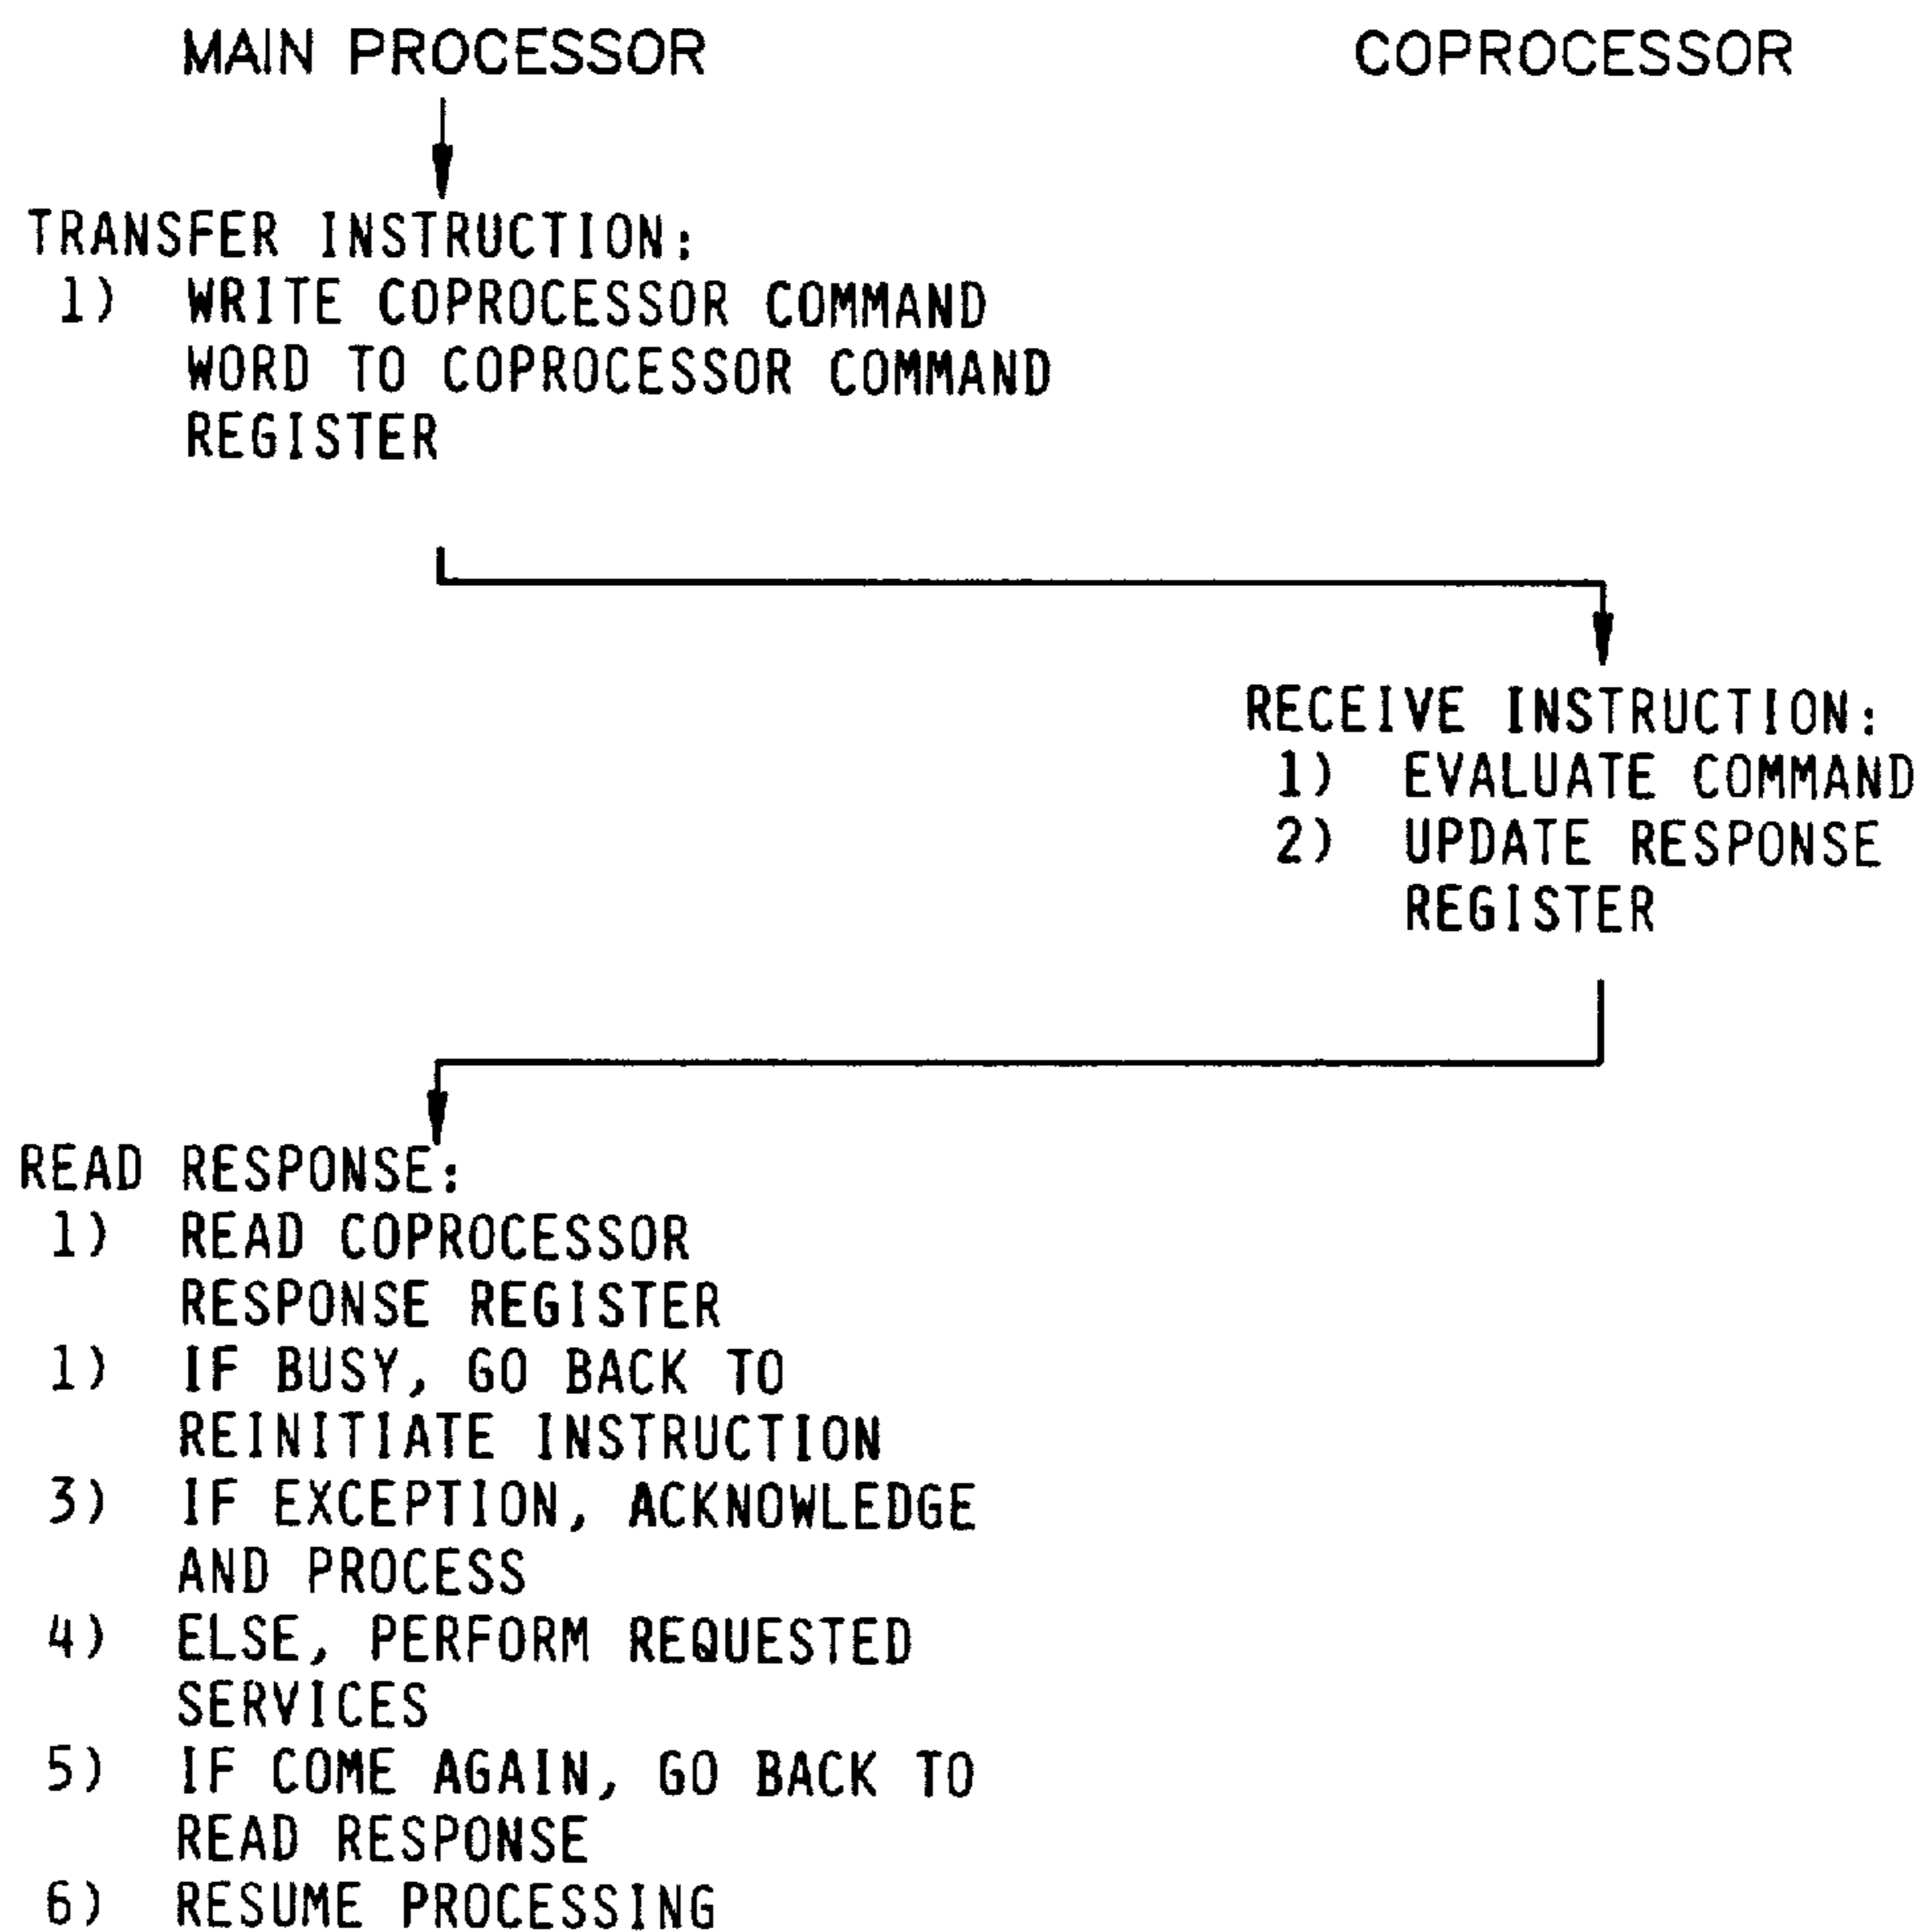 MAIN PROCESSOR
COPROCESSOR
TRANSFER INSTRUCTION:
1) WRITE COPROCESSOR COMMAND
WORD TO COPROCESSOR COMMAND
REGISTER
RECEIVE INSTRUCTION:
1) EVALUATE COMMAND
2) UPDATE RESPONSE
REGISTER
READ RESPONSE:
1) READ COPROCESSOR
RESPONSE REGISTER
1) IF BUSY, GO BACK TO
REINITIATE INSTRUCTION
3) IF EXCEPTION, ACKNOWLEDGE
AND PROCESS
4) ELSE, PERFORM REQUESTED
SERVICES
5) IF COME AGAIN, GO BACK TO
READ RESPONSE
6) RESUME PROCESSING